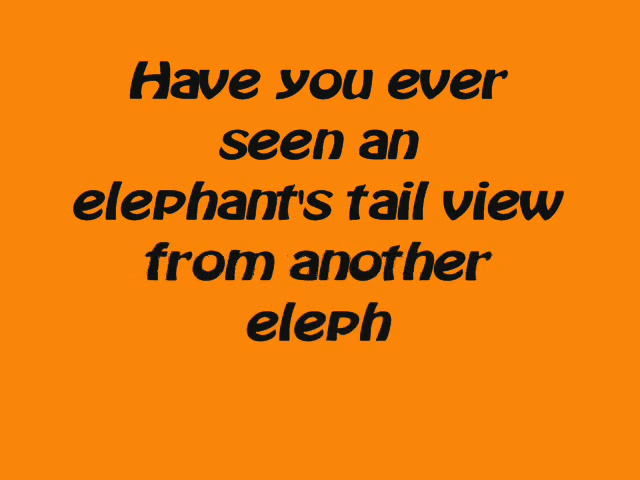 Have you ever
seen an
elephant's tail view
from another
eleph